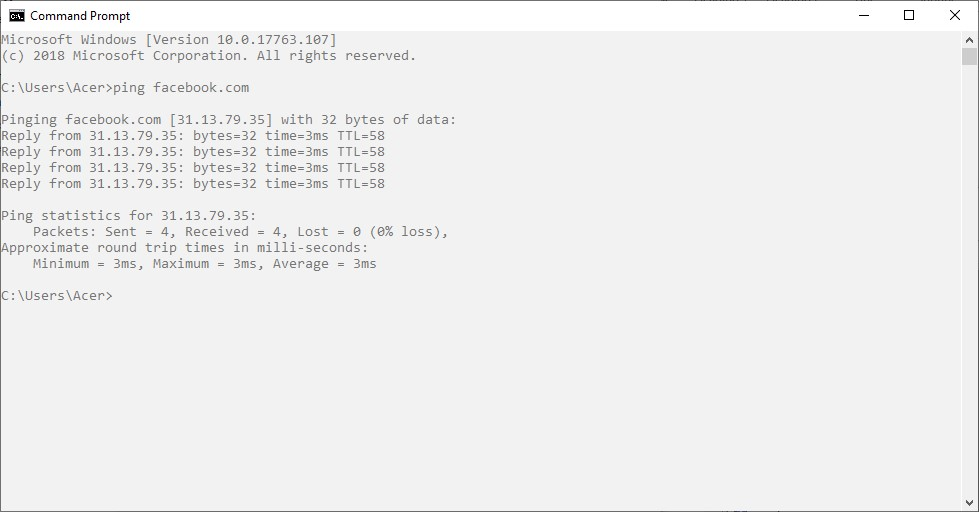 Command Prompt
Microsoft Windows [Version 10.0.17763.107]
(c) 2018 Microsoft Corporation. All rights reserved.
C:\Users\Acer>ping facebook.com
Pinging facebook.com [31.13.79.35] with 32 bytes of data:
Reply from 31.13.79.35: bytes=32 time=3ms TTL=58
Reply from 31.13.79.35: bytes=32 time=3ms TTL=58
Reply from 31.13.79.35: bytes=32 time=3ms TTL=58
Reply from 31.13.79.35: bytes=32 time=3ms TTL=58
Ping statistics for 31.13.79.35:
    Packets: Sent = 4, Received = 4, Lost = 0 (0% loss),
Approximate round trip times in milli-seconds:
    Minimum = 3ms, Maximum = 3ms, Average = 3ms
C:\Users\Acer>